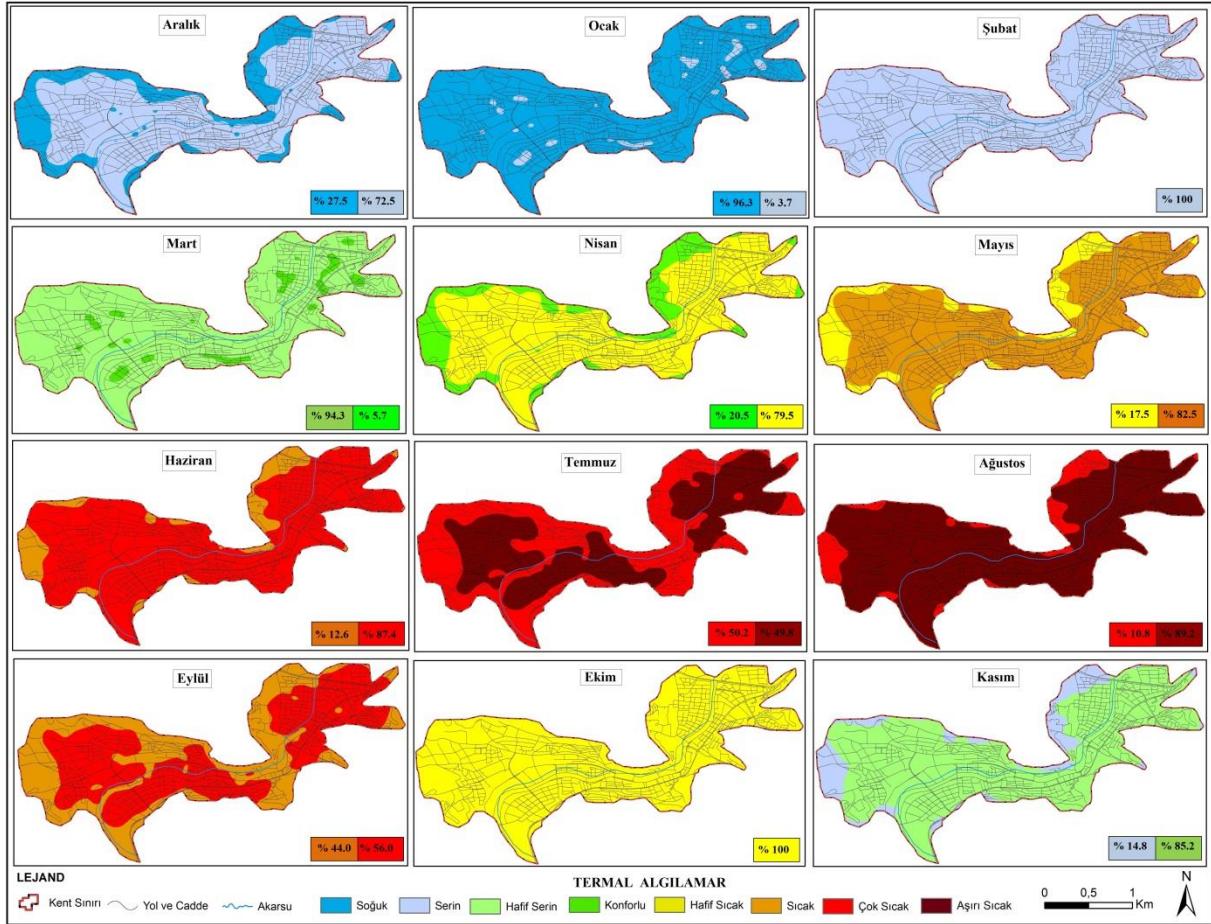 Aralık
% 27.5 % 72.5
Ocak
% 96.3 % 3.7
Şubat
% 100
Mart
% 94.3 % 5.7
Nisan
% 20.5 % 79.5
Mayıs
% 17.5 % 82.5
Haziran
% 12.6 % 87.4
Temmuz
% 50.2 % 49.8
Ağustos
% 10.8 % 89.2
Eylül
% 44.0 % 56.0
Ekim
% 100
Kasım
% 14.8 % 85.2
LEJAND
TERMAL ALGILAMAR
Kent Sınırı Yol ve Cadde Akarsu Soğuk Serin Hafif Serin Konforlu Hafif Sıcak Sıcak Çok Sıcak Aşırı Sıcak
0 0,5 1 Km
N